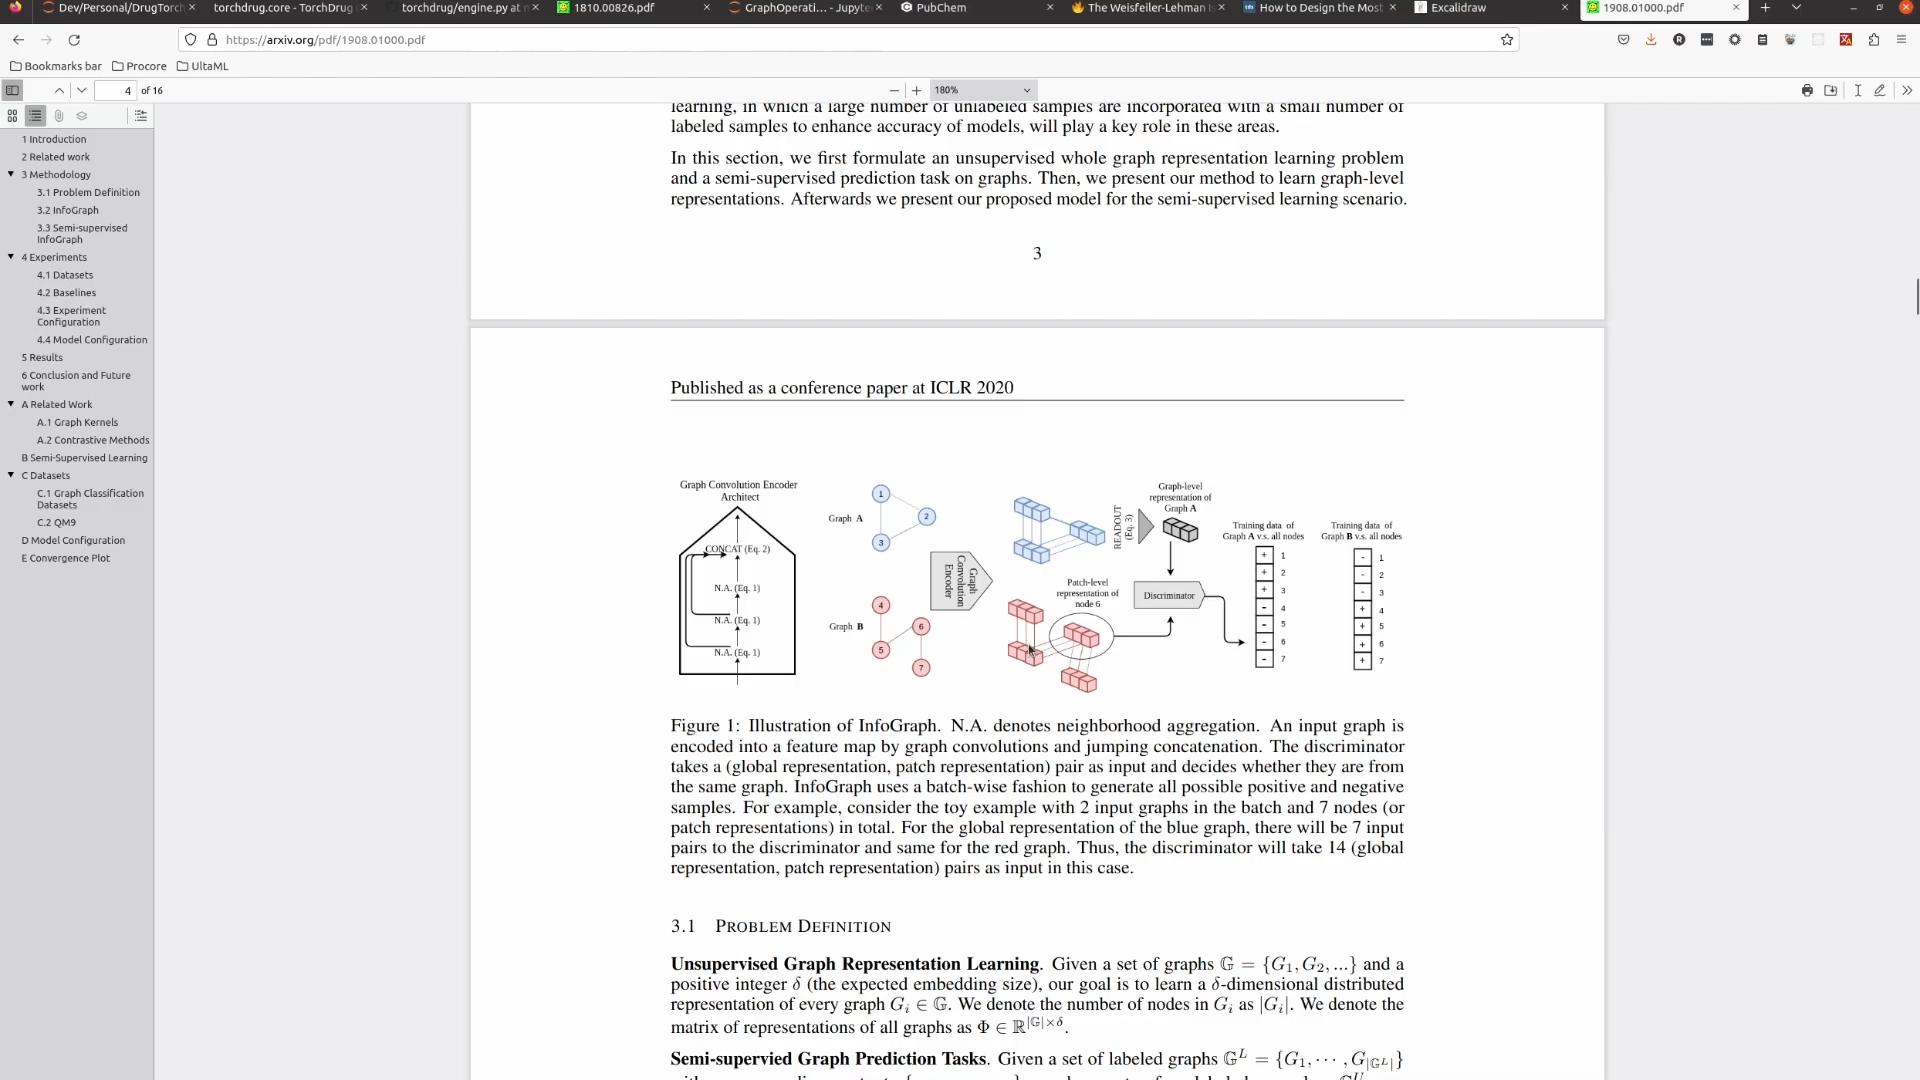 Dev/Personal/DrugTorch
torchdrug.core - TorchDrug
torchdrug/engine.py at m
1810.00826.pdf
GraphOperati... - Jupyte
PubChem
The Weisfeiler-Lehman Is
How to Design the Most
Excalidraw
1908.01000.pdf
https://arxiv.org/pdf/1908.01000.pdf
Bookmarks bar
Procore
UltaML
4 of 16
180%
1 Introduction
2 Related work
3 Methodology
3.1 Problem Definition
3.2 InfoGraph
3.3 Semi-supervised
InfoGraph
4 Experiments
4.1 Datasets
4.2 Baselines
4.3 Experiment
Configuration
4.4 Model Configuration
5 Results
6 Conclusion and Future
work
A Related Work
A.1 Graph Kernels
A.2 Contrastive Methods
B Semi-Supervised Learning
C Datasets
C.1 Graph Classification
Datasets
C.2 QM9
D Model Configuration
E Convergence Plot
learning, in which a large number of unlabeled samples are incorporated with a small number of
labeled samples to enhance accuracy of models, will play a key role in these areas.
In this section, we first formulate an unsupervised whole graph representation learning problem
and a semi-supervised prediction task on graphs. Then, we present our method to learn graph-level
representations. Afterwards we present our proposed model for the semi-supervised learning scenario.
3
Published as a conference paper at ICLR 2020
Graph Convolution Encoder
Architect
CONCAT (Eq. 2)
N.A. (Eq. 1)
N.A. (Eq. 1)
N.A. (Eq. 1)
Graph A
1
2
3
Graph B
4
5
6
7
Graph
Convolution
Encoder
READOUT
(Eq. 3)
Graph-level
representation of
Graph A
Patch-level
representation of
node 6
Discriminator
Training data of
Graph A v.s. all nodes
+ 1
+ 2
+ 3
- 4
- 5
- 6
- 7
Training data of
Graph B v.s. all nodes
- 1
- 2
- 3
+ 4
+ 5
+ 6
+ 7
Figure 1: Illustration of InfoGraph. N.A. denotes neighborhood aggregation. An input graph is
encoded into a feature map by graph convolutions and jumping concatenation. The discriminator
takes a (global representation, patch representation) pair as input and decides whether they are from
the same graph. InfoGraph uses a batch-wise fashion to generate all possible positive and negative
samples. For example, consider the toy example with 2 input graphs in the batch and 7 nodes (or
patch representations) in total. For the global representation of the blue graph, there will be 7 input
pairs to the discriminator and same for the red graph. Thus, the discriminator will take 14 (global
representation, patch representation) pairs as input in this case.
3.1 PROBLEM DEFINITION
Unsupervised Graph Representation Learning. Given a set of graphs 𝔾 = {G₁, G₂, ...} and a
positive integer δ (the expected embedding size), our goal is to learn a δ-dimensional distributed
representation of every graph Gᵢ ∈ 𝔾. We denote the number of nodes in Gᵢ as |Gᵢ|. We denote the
matrix of representations of all graphs as Φ ∈ ℝ^{|𝔾|×δ}.
Semi-supervied Graph Prediction Tasks. Given a set of labeled graphs 𝔾^L = {G₁, ⋯ , G_{|𝔾^L|}}